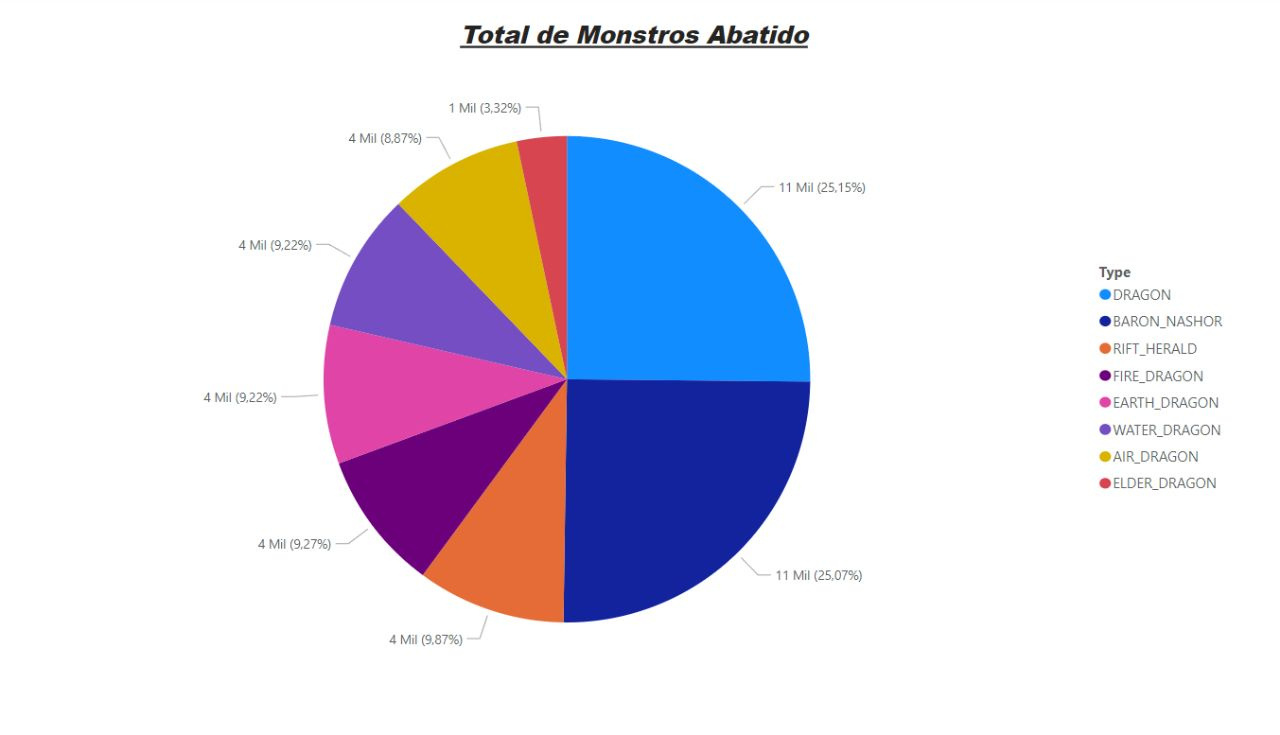 Total de Monstros Abatido
1 Mil (3,32%)
4 Mil (8,87%)
11 Mil (25,15%)
4 Mil (9,22%)
4 Mil (9,22%)
4 Mil (9,27%)
11 Mil (25,07%)
4 Mil (9,87%)
Type
DRAGON
BARON_NASHOR
RIFT_HERALD
FIRE_DRAGON
EARTH_DRAGON
WATER_DRAGON
AIR_DRAGON
ELDER_DRAGON